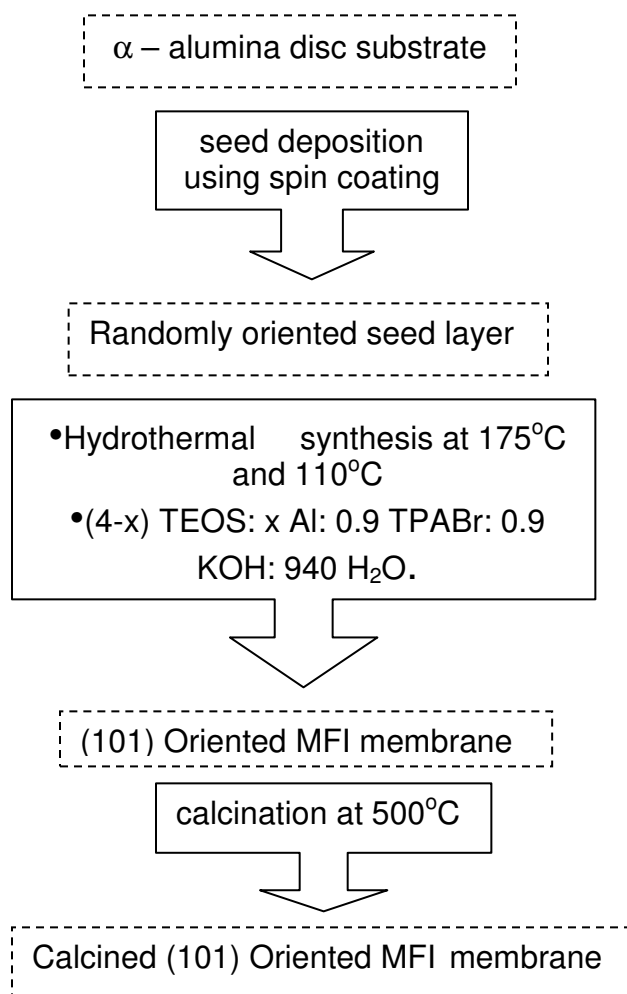 α – alumina disc substrate
seed deposition
using spin coating
Randomly oriented seed layer
•Hydrothermal synthesis at 175°C
and 110°C
•(4-x) TEOS: x Al: 0.9 TPABr: 0.9
KOH: 940 H₂O.
(101) Oriented MFI membrane
calcination at 500°C
Calcined (101) Oriented MFI membrane